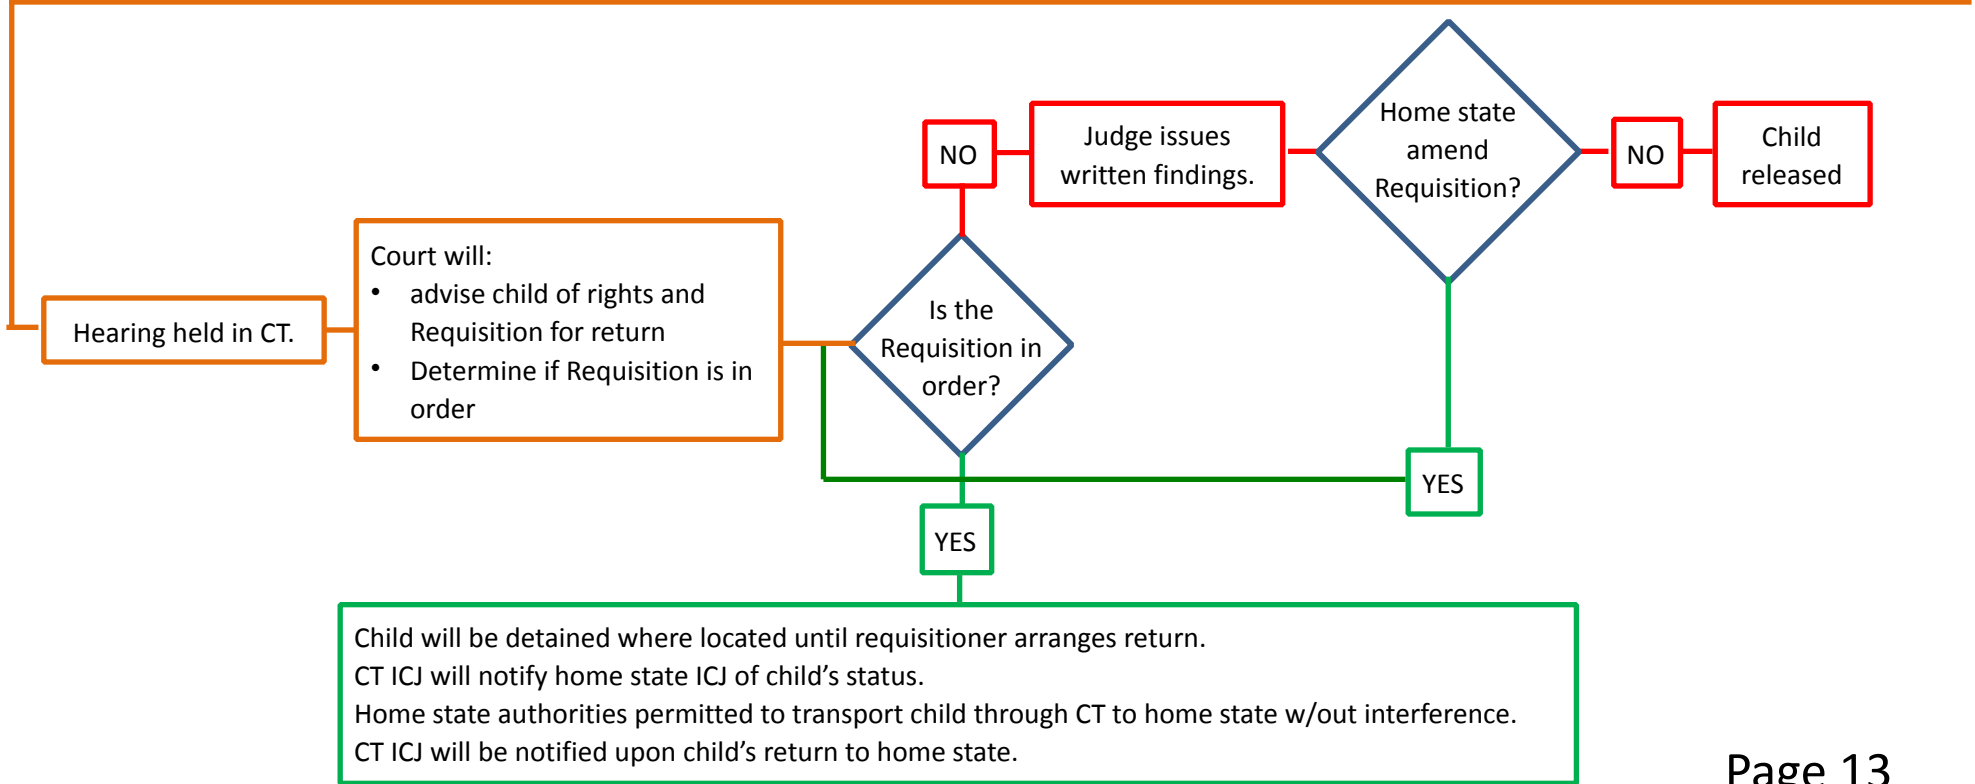 Hearing held in CT.
Court will:
• advise child of rights and
Requisition for return
• Determine if Requisition is in
order
Is the
Requisition in
order?
NO
Judge issues
written findings.
Home state
amend
Requisition?
NO
Child
released
YES
YES
Child will be detained where located until requisitioner arranges return.
CT ICJ will notify home state ICJ of child’s status.
Home state authorities permitted to transport child through CT to home state w/out interference.
CT ICJ will be notified upon child’s return to home state.
Page 13